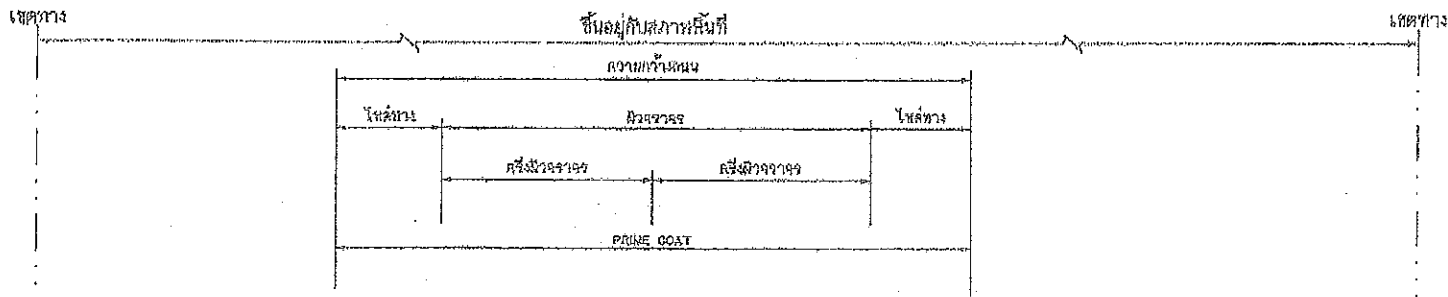 เขตทาง
ขึ้นอยู่กับสภาพพื้นที่
เขตทาง
ความกว้างถนน
ไหล่ทาง
ผิวจราจร
ไหล่ทาง
ครึ่งผิวจราจร
ครึ่งผิวจราจร
PRIME COAT